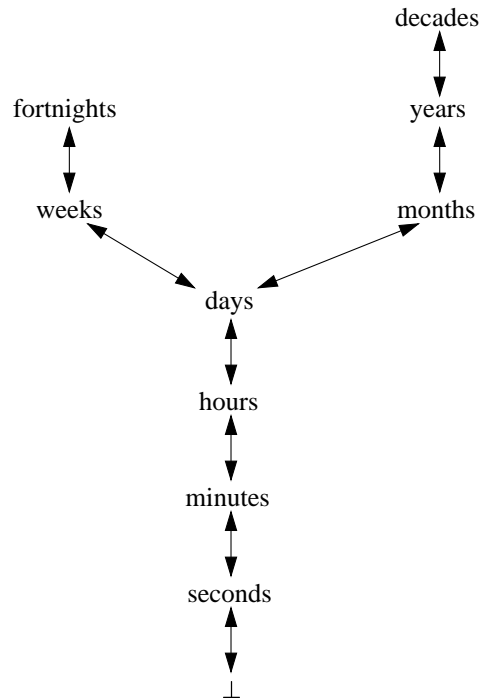 decades
fortnights years
weeks months
days
hours
minutes
seconds
⊥